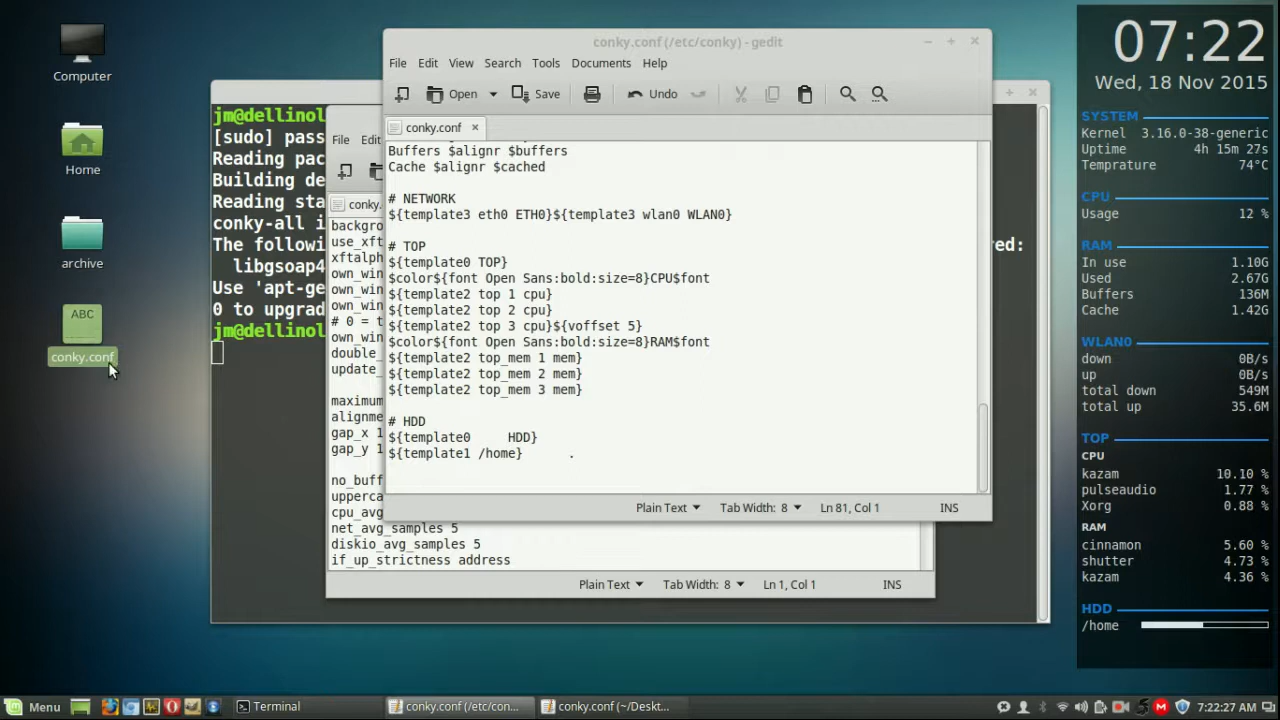 Computer
Home
archive
ABC
conky.conf
jm@dellinol
[sudo] pass
Reading pac
Building de
Reading sta
conky-all i
The followi
red:
libgsoap4
Use 'apt-ge
0 to upgrad
jm@dellinol
File Edit
conky.
backgrou
use_xft
xftalph
own_win
own_win
own_win
# 0 = t
own_win
double_
update_
maximum
alignme
gap_x 1
gap_y 1
no_buff
upperca
cpu_avg
net_avg_samples 5
diskio_avg_samples 5
if_up_strictness address
Plain Text Tab Width: 8 Ln 1, Col 1 INS
conky.conf (/etc/conky) - gedit
File Edit View Search Tools Documents Help
Open Save Undo
conky.conf
Buffers $alignr $buffers
Cache $alignr $cached
# NETWORK
${template3 eth0 ETH0}${template3 wlan0 WLAN0}
# TOP
${template0 TOP}
$color${font Open Sans:bold:size=8}CPU$font
${template2 top 1 cpu}
${template2 top 2 cpu}
${template2 top 3 cpu}${voffset 5}
$color${font Open Sans:bold:size=8}RAM$font
${template2 top_mem 1 mem}
${template2 top_mem 2 mem}
${template2 top_mem 3 mem}
# HDD
${template0 HDD}
${template1 /home} .
Plain Text Tab Width: 8 Ln 81, Col 1 INS
07:22
Wed, 18 Nov 2015
SYSTEM
Kernel 3.16.0-38-generic
Uptime 4h 15m 27s
Temprature 74°C
CPU
Usage 12 %
RAM
In use 1.10G
Used 2.67G
Buffers 136M
Cache 1.42G
WLAN0
down 0B/s
up 0B/s
total down 549M
total up 35.6M
TOP
CPU
kazam 10.10 %
pulseaudio 1.77 %
Xorg 0.88 %
RAM
cinnamon 5.60 %
shutter 4.73 %
kazam 4.36 %
HDD
/home
Menu Terminal conky.conf (/etc/con... conky.conf (~/Deskt... 7:22:27 AM